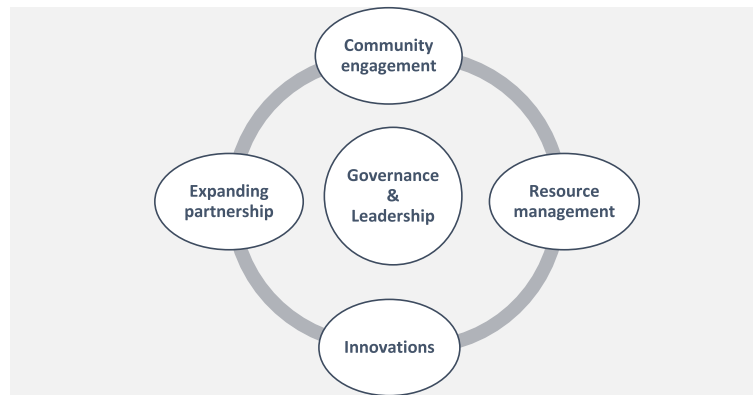 Community
engagement
Governance
&
Leadership
Expanding
partnership
Resource
management
Innovations